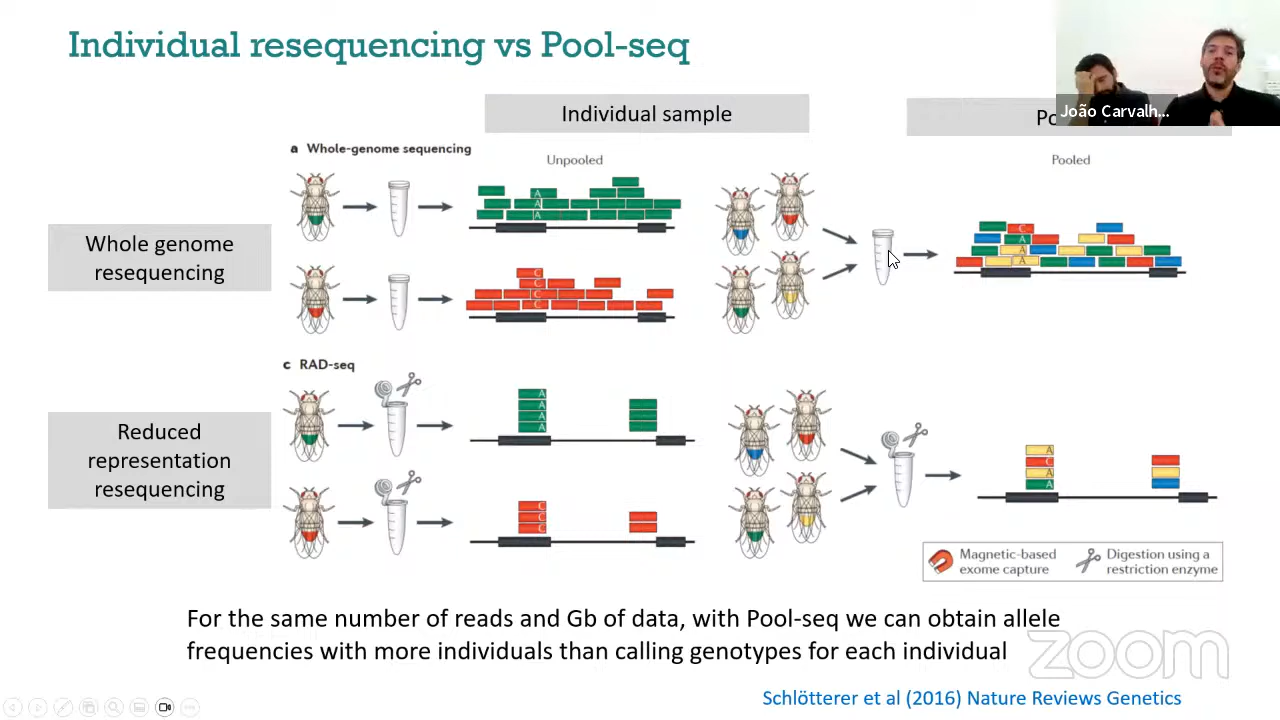 Individual resequencing vs Pool-seq
João Carvalh...
Individual sample
a Whole-genome sequencing
Unpooled
Pooled
A
A
A
C
A
A
A
Whole genome
resequencing
C
C
C
C
c RAD-seq
Reduced
representation
resequencing
A
A
A
A
C
C
C
A
C
A
A
Magnetic-based
exome capture
Digestion using a
restriction enzyme
For the same number of reads and Gb of data, with Pool-seq we can obtain allele
frequencies with more individuals than calling genotypes for each individual
zoom
Schlötterer et al (2016) Nature Reviews Genetics